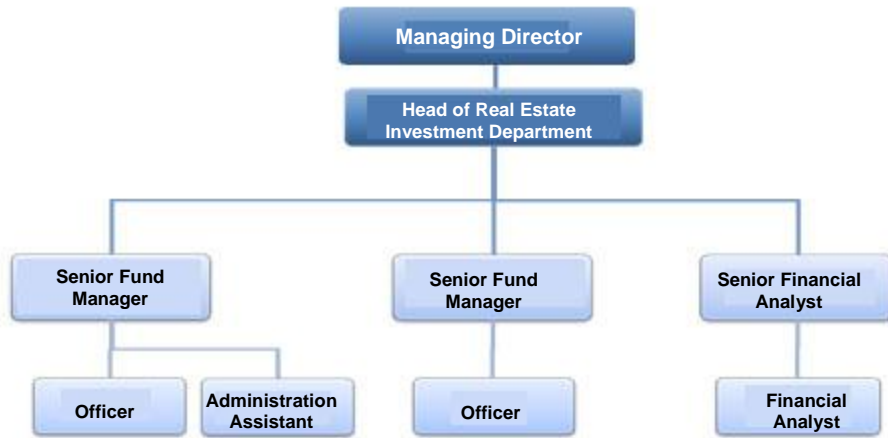 Managing Director
Head of Real Estate
Investment Department
Senior Fund
Manager
Senior Fund
Manager
Senior Financial
Analyst
Officer
Administration
Assistant
Officer
Financial
Analyst